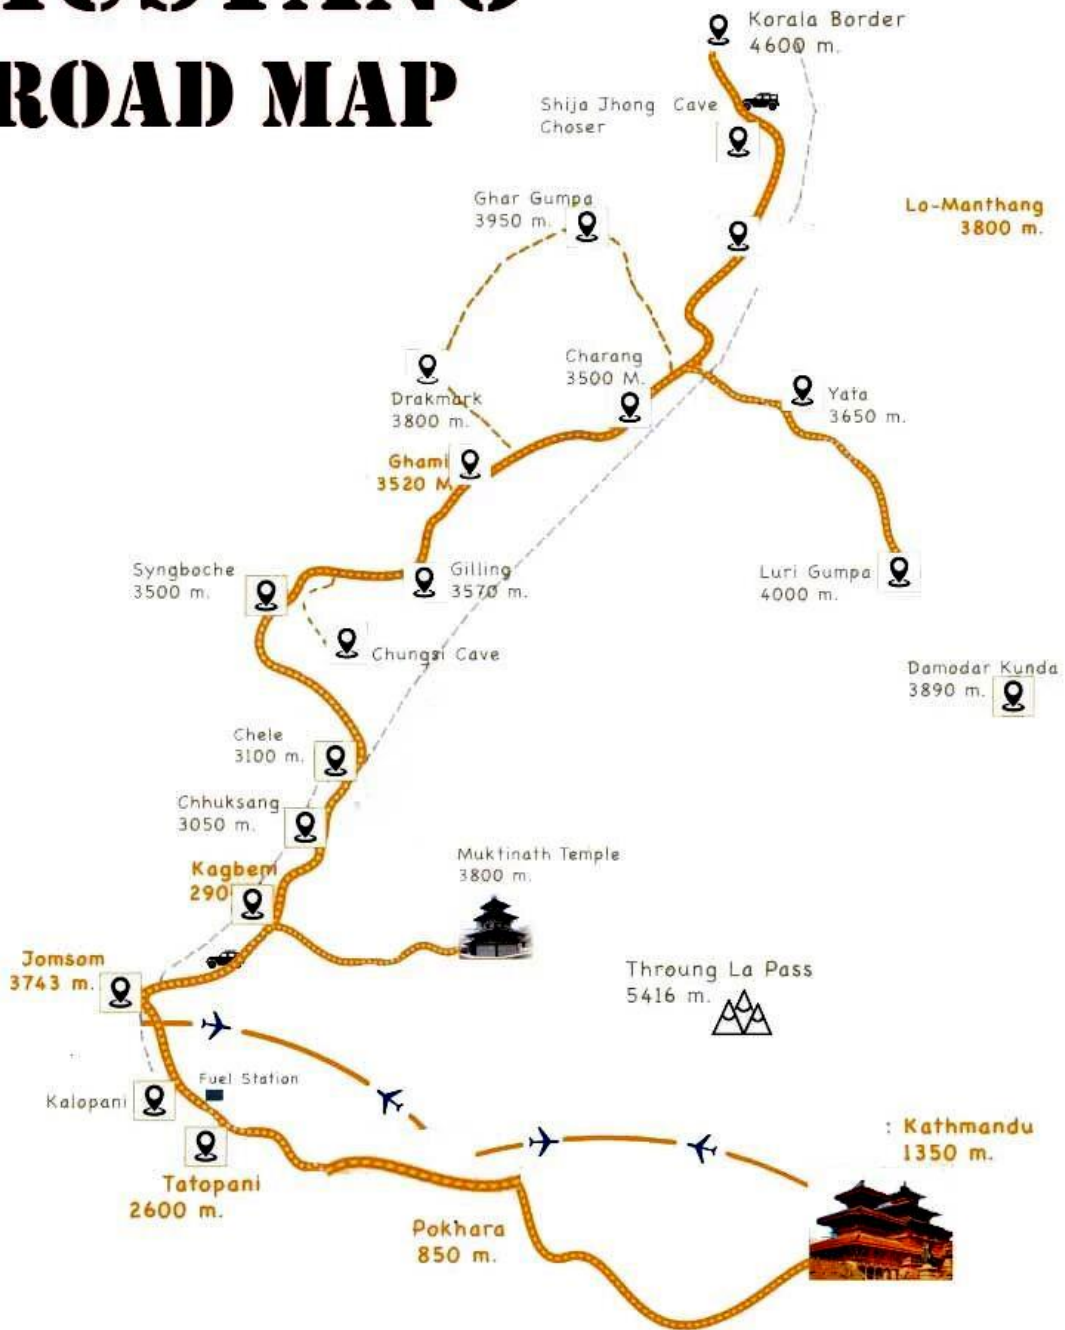 ROAD MAP
Korala Border
4600 m.
Shija Jhong Cave
Choser
Ghar Gumpa
3950 m.
Lo-Manthang
3800 m.
Charang
3500 M.
Drakmark
3800 m.
Yata
3650 m.
Ghami
3520 M
Syngboche
3500 m.
Gilling
3570 m.
Luri Gumpa
4000 m.
Chungsi Cave
Damodar Kunda
3890 m.
Chele
3100 m.
Chhuksang
3050 m.
Kagbeni
290
Muktinath Temple
3800 m.
Jomsom
3743 m.
Throung La Pass
5416 m.
Fuel Station
Kalopani
Tatopani
2600 m.
: Kathmandu
1350 m.
Pokhara
850 m.